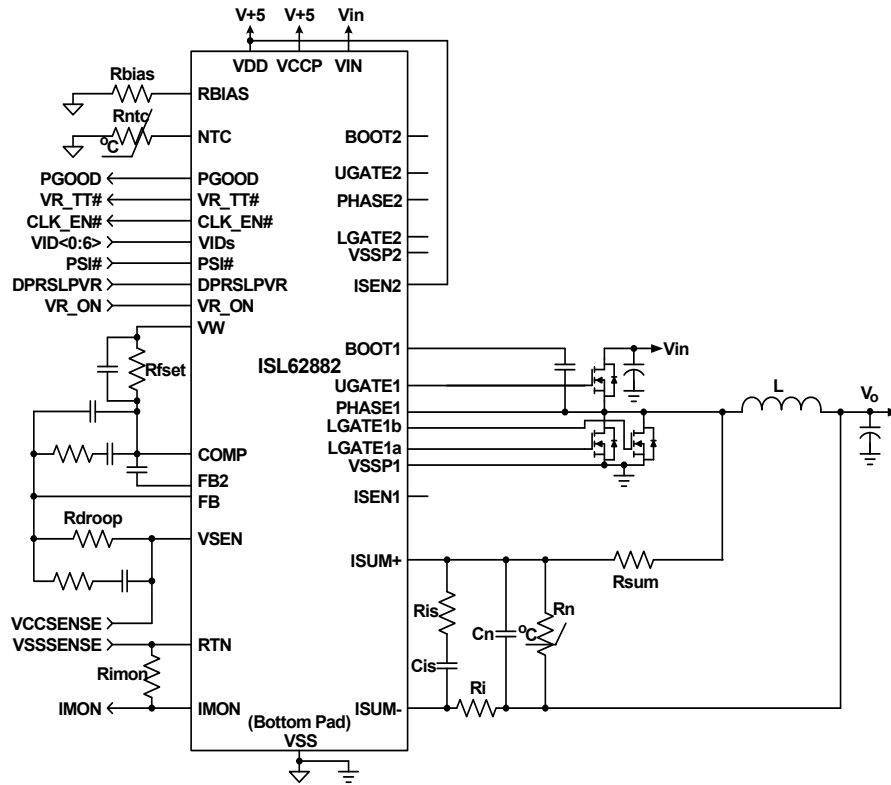 V+5 V+5 Vin
VDD VCCP VIN
Rbias
RBIAS
Rntc
°C
NTC
PGOOD PGOOD
VR_TT# VR_TT#
CLK_EN# CLK_EN#
VID<0:6> VIDs
PSI# PSI#
DPRSLPVR DPRSLPVR
VR_ON VR_ON
VW
Rfset
COMP
FB2
FB
Rdroop
VSEN
VCCSENSE
VSSSENSE RTN
Rimon
IMON IMON
ISL62882
(Bottom Pad)
VSS
BOOT2
UGATE2
PHASE2
LGATE2
VSSP2
ISEN2
BOOT1
Vin
UGATE1
PHASE1
L
Vo
LGATE1b
LGATE1a
VSSP1
ISEN1
ISUM+
Rsum
Ris
Cn
°C
Rn
Cis
Ri
ISUM-